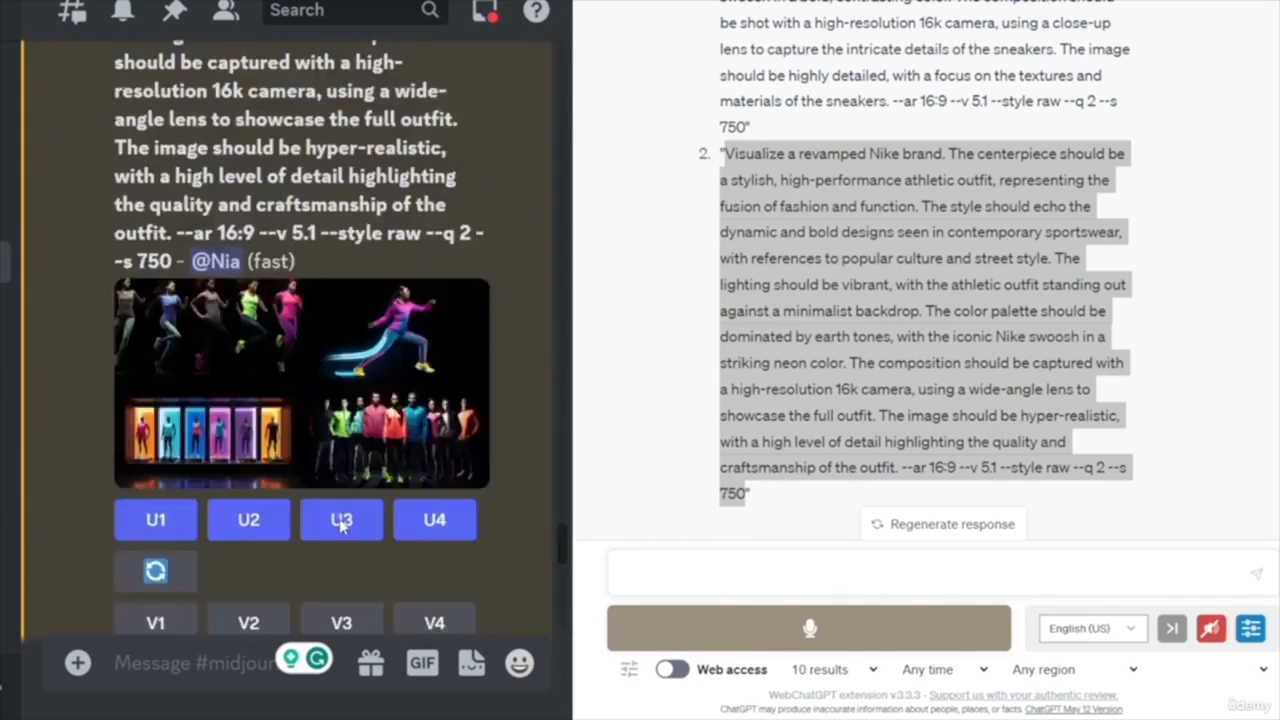 Search
should be captured with a high-
resolution 16k camera, using a wide-
angle lens to showcase the full outfit.
The image should be hyper-realistic,
with a high level of detail highlighting
the quality and craftsmanship of the
outfit. --ar 16:9 --v 5.1 --style raw --q 2 -
-s 750 - @Nia (fast)
U1 U2 U3 U4
V1 V2 V3 V4
Message #midjour
GIF
be shot with a high-resolution 16k camera, using a close-up
lens to capture the intricate details of the sneakers. The image
should be highly detailed, with a focus on the textures and
materials of the sneakers. --ar 16:9 --v 5.1 --style raw --q 2 --s
750"
2. "Visualize a revamped Nike brand. The centerpiece should be
a stylish, high-performance athletic outfit, representing the
fusion of fashion and function. The style should echo the
dynamic and bold designs seen in contemporary sportswear,
with references to popular culture and street style. The
lighting should be vibrant, with the athletic outfit standing out
against a minimalist backdrop. The color palette should be
dominated by earth tones, with the iconic Nike swoosh in a
striking neon color. The composition should be captured with
a high-resolution 16k camera, using a wide-angle lens to
showcase the full outfit. The image should be hyper-realistic,
with a high level of detail highlighting the quality and
craftsmanship of the outfit. --ar 16:9 --v 5.1 --style raw --q 2 --s
750"
Regenerate response
English (US)
Web access 10 results Any time Any region
WebChatGPT extension v.3.3.3 - Support us with your authentic review.
ChatGPT may produce inaccurate information about people, places, or facts. ChatGPT May 12 Version
ûdemy